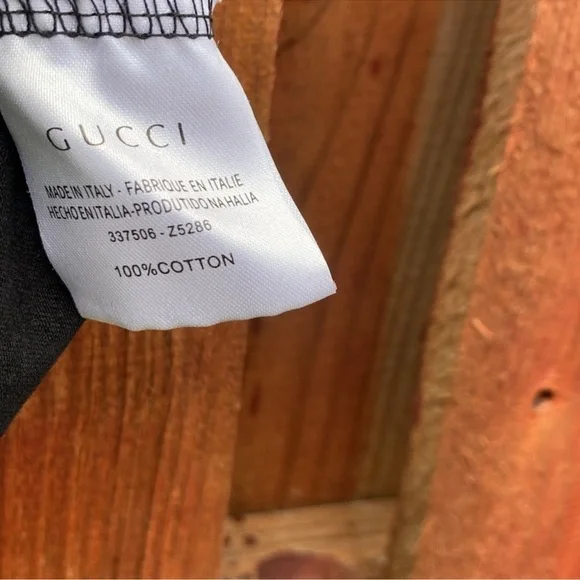 GUCCI
MADE IN ITALY - FABRIQUE EN ITALIE
HECHO EN ITALIA - PRODUTIDO NA HALIA
337506 - Z5286
100%COTTON